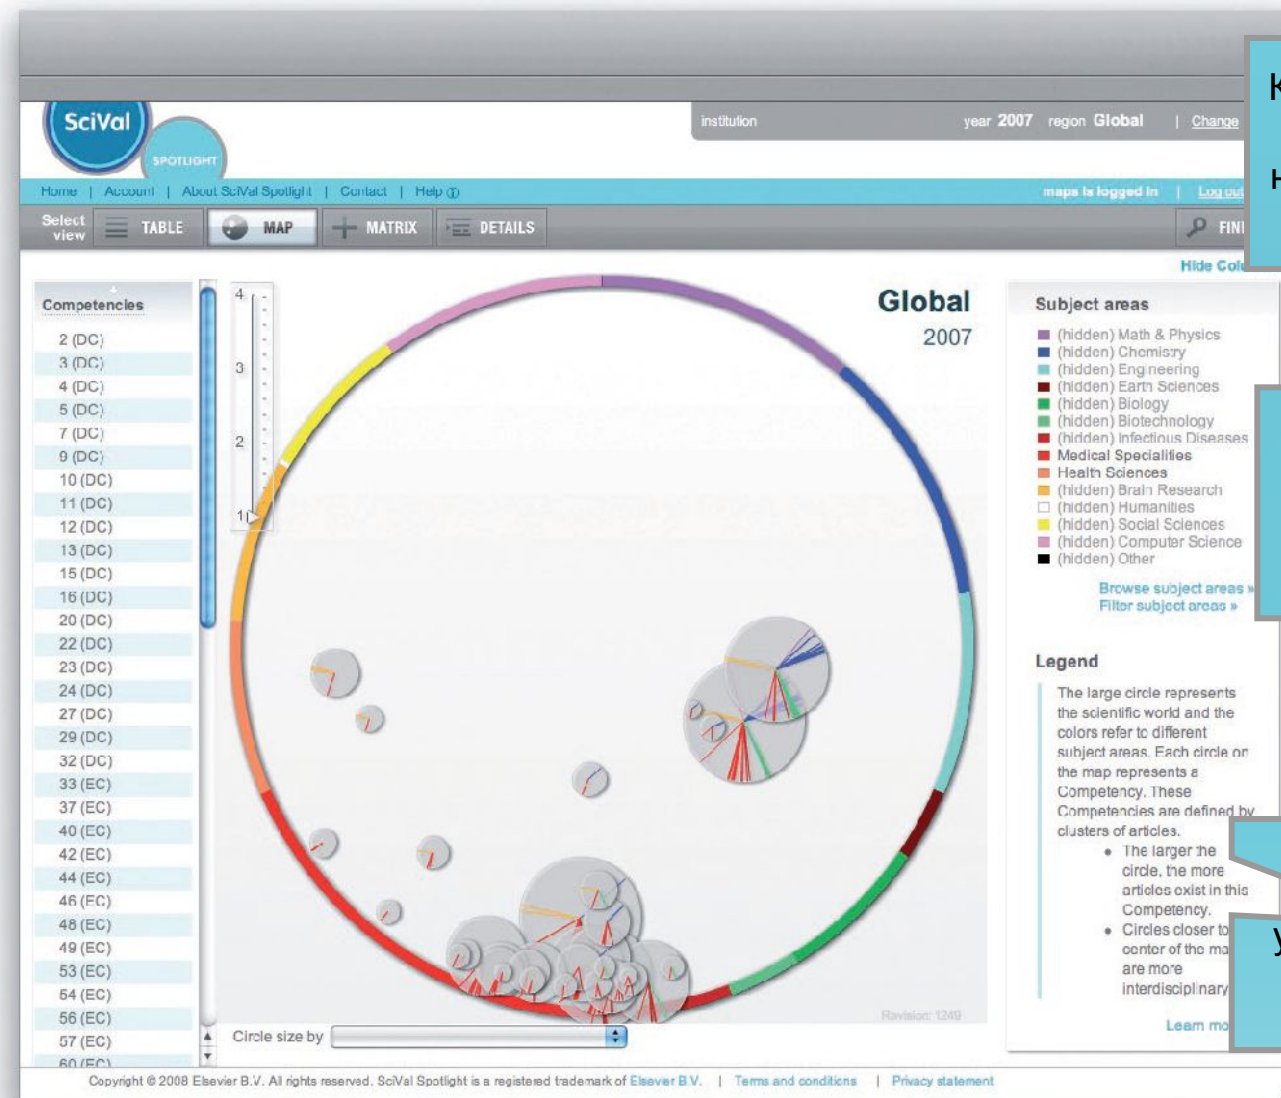 SciVal
SPOTLIGHT
institution
year 2007 region Global | Change
Home | Account | About SciVal Spotlight | Contact | Help
maps is logged in | Log out
Select view
TABLE
MAP
MATRIX
DETAILS
FIN
Hide Col
Competencies
2 (DC)
3 (DC)
4 (DC)
5 (DC)
7 (DC)
9 (DC)
10 (DC)
11 (DC)
12 (DC)
13 (DC)
15 (DC)
16 (DC)
20 (DC)
22 (DC)
23 (DC)
24 (DC)
27 (DC)
29 (DC)
32 (DC)
33 (EC)
37 (EC)
40 (EC)
42 (EC)
44 (EC)
46 (EC)
48 (EC)
49 (EC)
53 (EC)
54 (EC)
56 (EC)
57 (EC)
60 (EC)
4
3
2
1
Global
2007
Revision: 1249
Circle size by
Subject areas
(hidden) Math & Physics
(hidden) Chemistry
(hidden) Engineering
(hidden) Earth Sciences
(hidden) Biology
(hidden) Biotechnology
(hidden) Infectious Diseases
Medical Specialities
Health Sciences
(hidden) Brain Research
(hidden) Humanities
(hidden) Social Sciences
(hidden) Computer Science
(hidden) Other
Browse subject areas »
Filter subject areas »
Legend
The large circle represents
the scientific world and the
colors refer to different
subject areas. Each circle on
the map represents a
Competency. These
Competencies are defined by
clusters of articles.
• The larger the
circle, the more
articles exist in this
Competency.
• Circles closer to
center of the ma
are more
interdisciplinary
Learn mo
Copyright © 2008 Elsevier B.V. All rights reserved. SciVal Spotlight is a registered trademark of Elsevier B.V. | Terms and conditions | Privacy statement